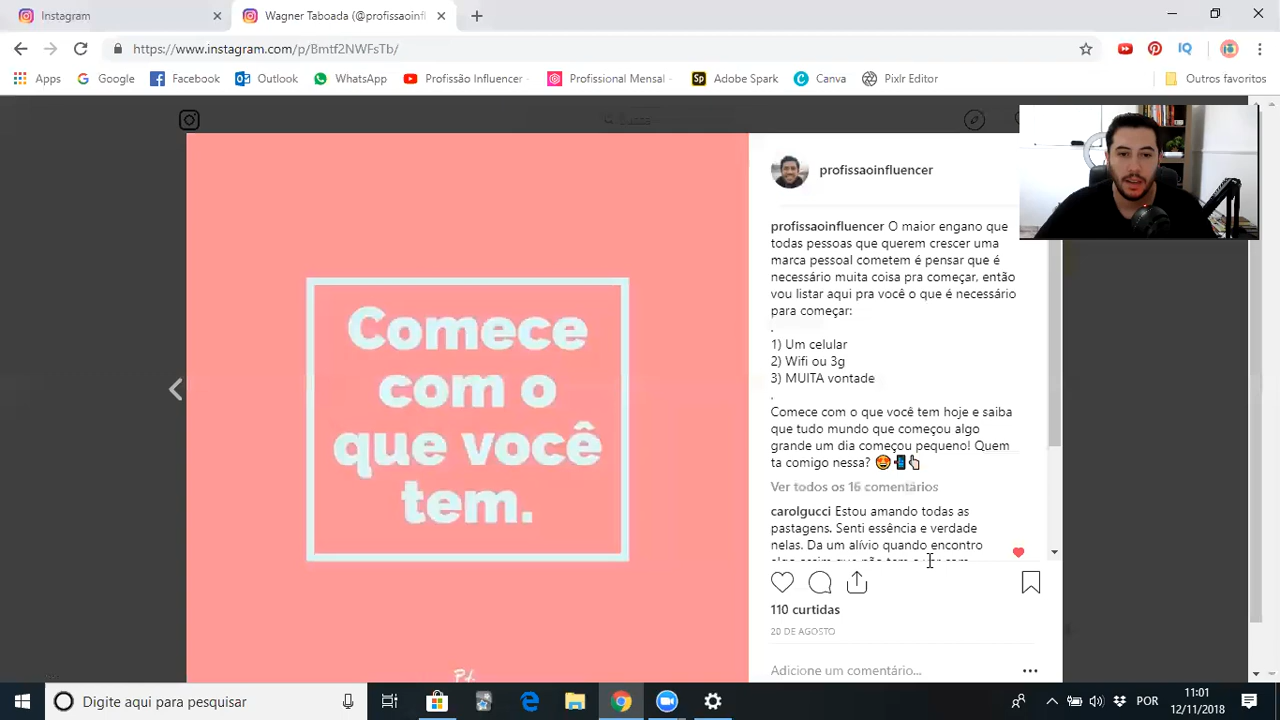 Instagram
Wagner Taboada (@profissaoinfl
https://www.instagram.com/p/Bmtf2NWFsTb/
Apps
Google
Facebook
Outlook
WhatsApp
Profissão Influencer -
Profissional Mensal -
Adobe Spark
Canva
Pixlr Editor
Outros favoritos
Busca
Comece
com o
que você
tem.
profissaoinfluencer
profissaoinfluencer O maior engano que
todas pessoas que querem crescer uma
marca pessoal cometem é pensar que é
necessário muita coisa pra começar, então
vou listar aqui pra você o que é necessário
para começar:
.
1) Um celular
2) Wifi ou 3g
3) MUITA vontade
.
Comece com o que você tem hoje e saiba
que tudo mundo que começou algo
grande um dia começou pequeno! Quem
ta comigo nessa? 🤩📲👆
Ver todos os 16 comentários
carolgucci Estou amando todas as
pastagens. Senti essência e verdade
nelas. Da um alívio quando encontro
110 curtidas
20 DE AGOSTO
Adicione um comentário...
Digite aqui para pesquisar
POR
11:01
12/11/2018